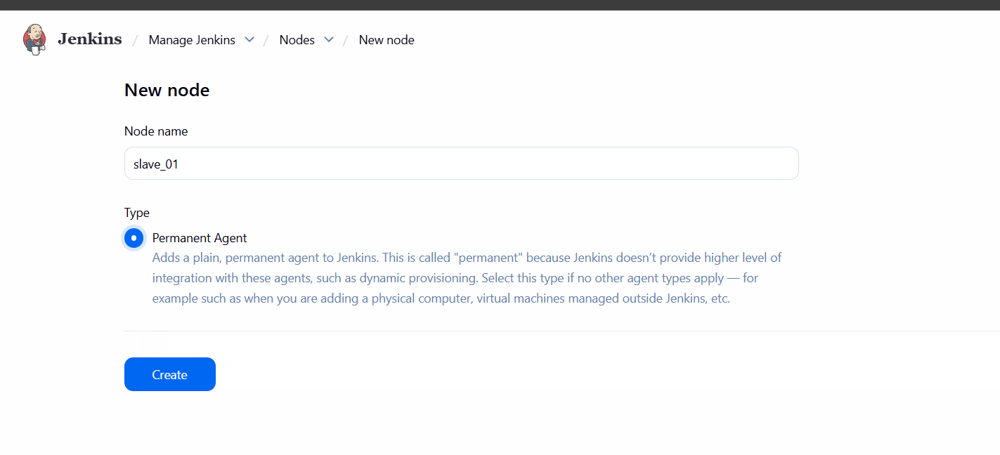 Jenkins / Manage Jenkins / Nodes / New node
New node
Node name
slave_01
Type
Permanent Agent
Adds a plain, permanent agent to Jenkins. This is called "permanent" because Jenkins doesn’t provide higher level of
integration with these agents, such as dynamic provisioning. Select this type if no other agent types apply — for
example such as when you are adding a physical computer, virtual machines managed outside Jenkins, etc.
Create